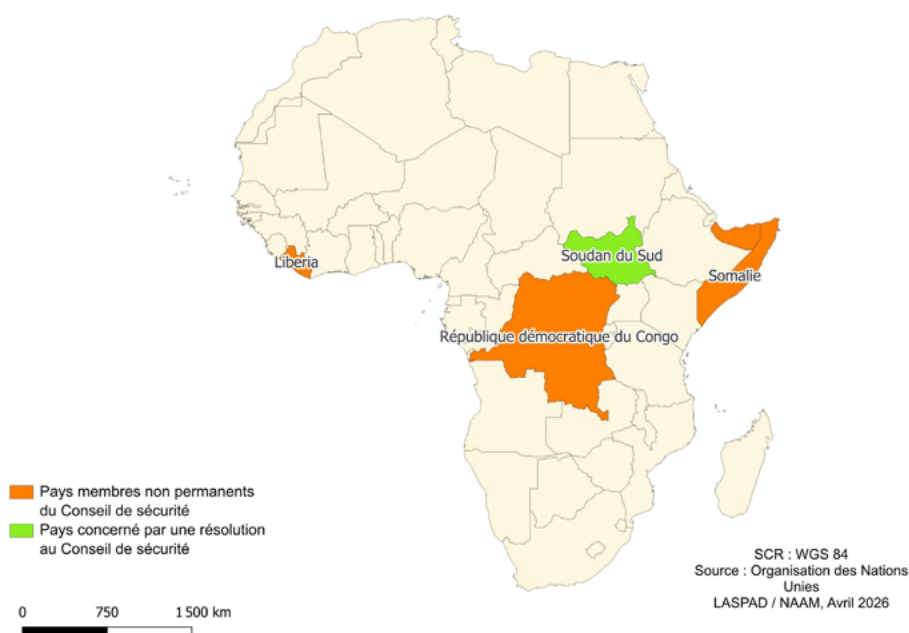 Liberia
Soudan du Sud
Somalie
République démocratique du Congo
Pays membres non permanents
du Conseil de sécurité
Pays concerné par une résolution
au Conseil de sécurité
SCR : WGS 84
Source : Organisation des Nations
Unies
LASPAD / NAAM, Avril 2026
0 750 1 500 km